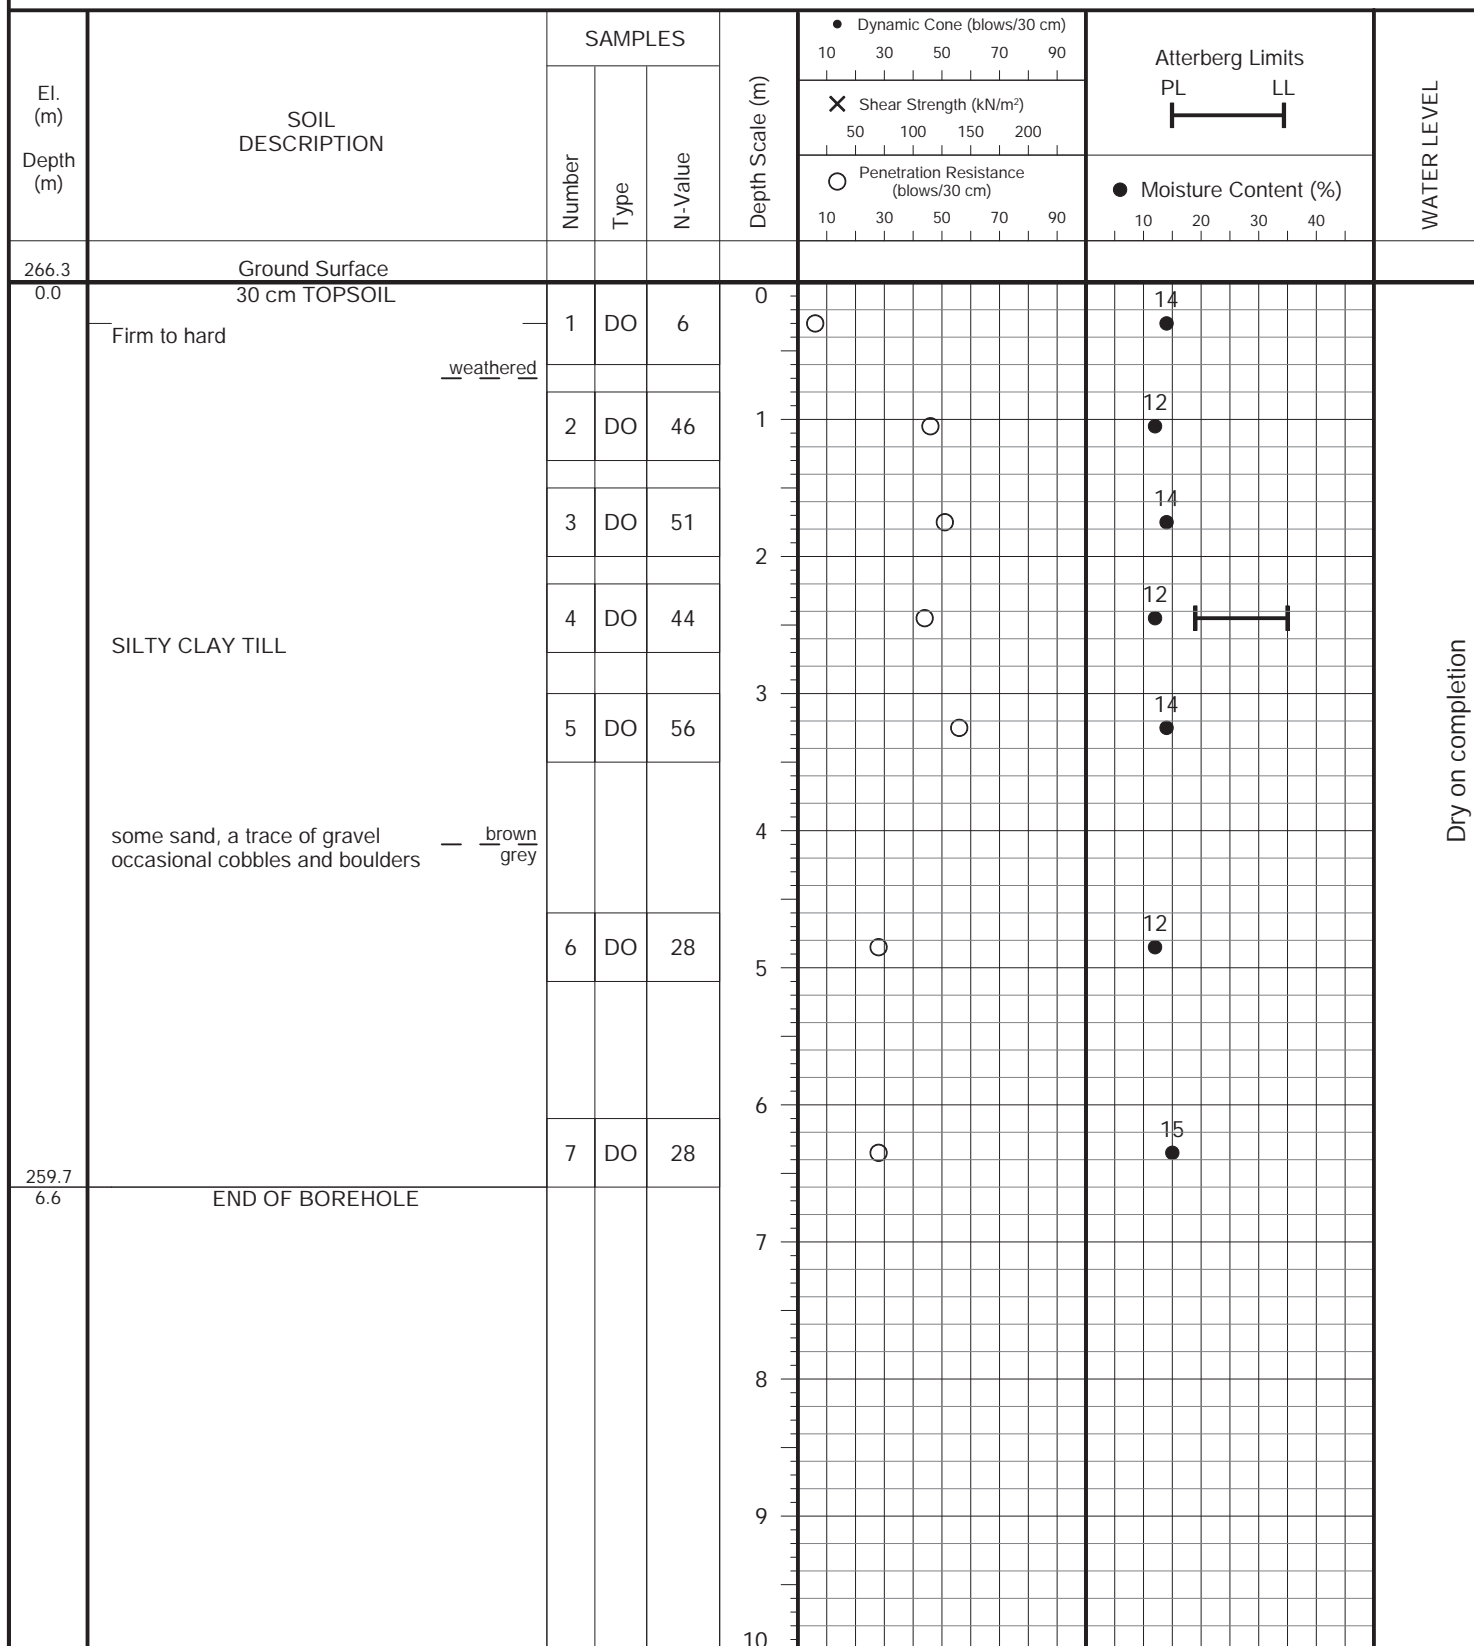 El.
(m)
Depth
(m)
SOIL
DESCRIPTION
SAMPLES
Number
Type
N-Value
Depth Scale (m)
Dynamic Cone (blows/30 cm)
10 30 50 70 90
Shear Strength (kN/m²)
50 100 150 200
Penetration Resistance
(blows/30 cm)
10 30 50 70 90
Atterberg Limits
PL LL
Moisture Content (%)
10 20 30 40
WATER LEVEL
266.3 Ground Surface
0.0 30 cm TOPSOIL 0
14
Firm to hard 1 DO 6
weathered
12
2 DO 46 1
14
3 DO 51
2
12
4 DO 44
SILTY CLAY TILL
3
14
5 DO 56
Dry on completion
4
some sand, a trace of gravel brown
occasional cobbles and boulders grey
12
6 DO 28
5
6
15
7 DO 28
259.7
6.6 END OF BOREHOLE
7
8
9
10